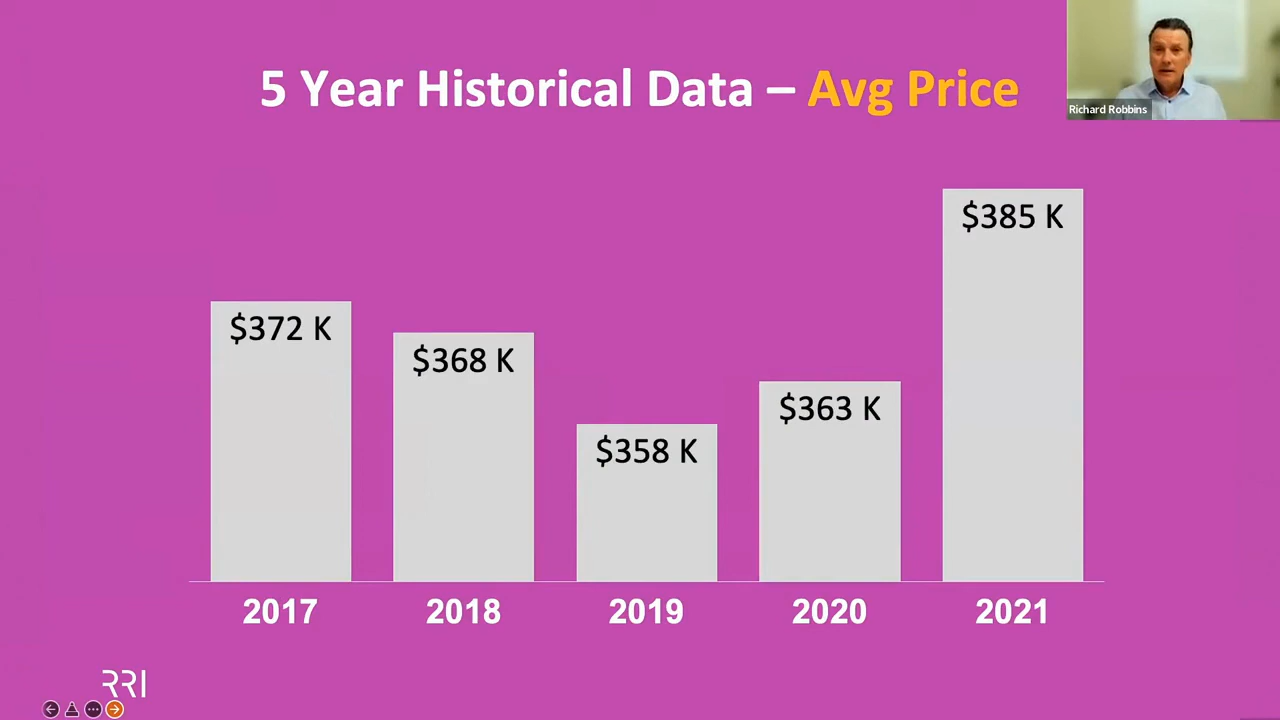 5 Year Historical Data – Avg Price
Richard Robbins
$372 K
$368 K
$358 K
$363 K
$385 K
2017
2018
2019
2020
2021
RRI